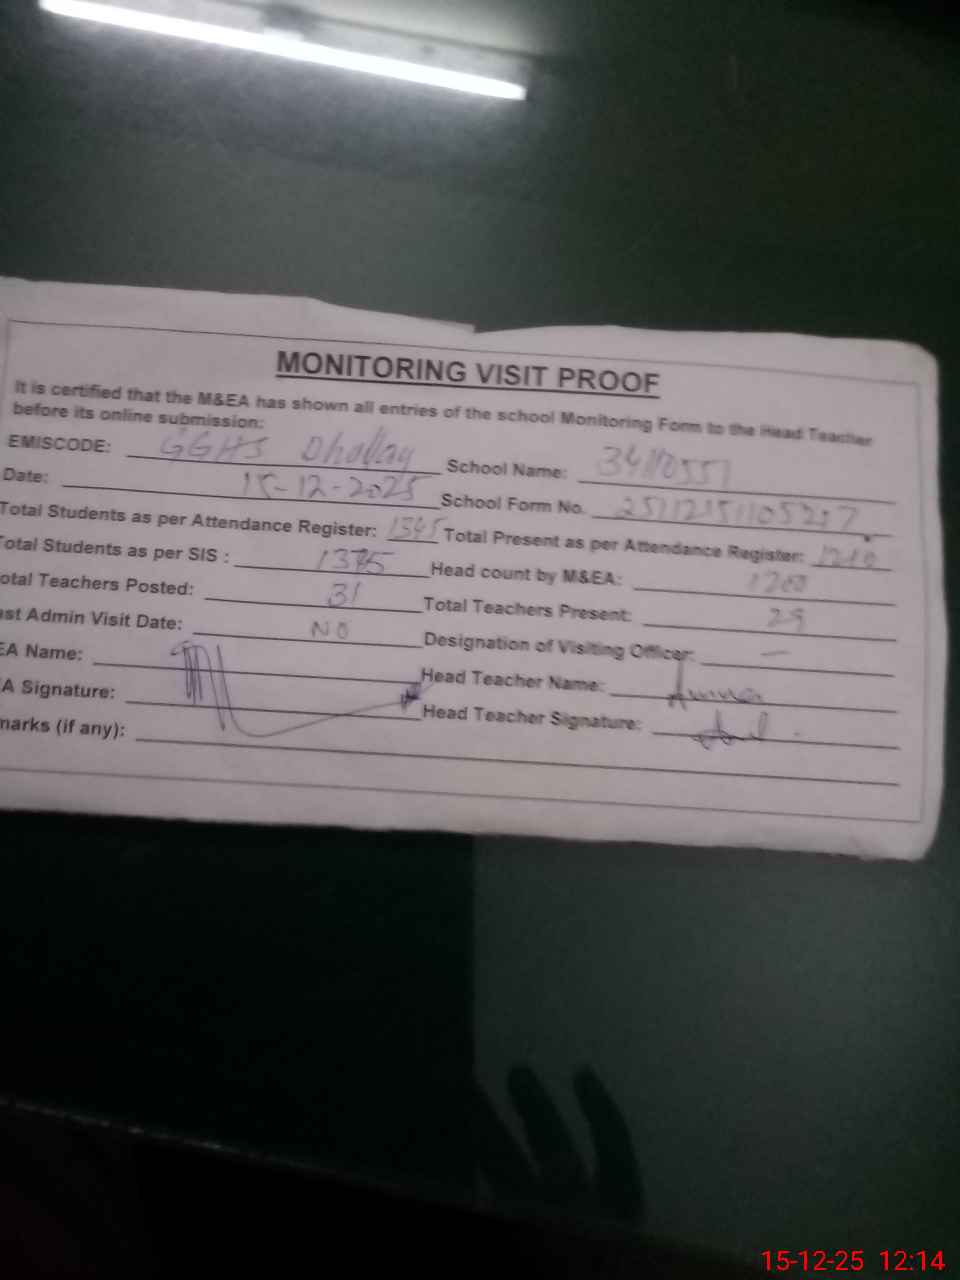 MONITORING VISIT PROOF
It is certified that the M&EA has shown all entries of the school Monitoring Form to the Head Teacher
before its online submission:
EMISCODE: GGHS Dhollay School Name: 34110551
Date: 15-12-2025 School Form No.
Total Students as per Attendance Register: 1345 Total Present as per Attendance Register:
Total Students as per SIS : Head count by M&EA: 1200
otal Teachers Posted: 31 Total Teachers Present: 29
ast Admin Visit Date: NO Designation of Visiting Officer: —
EA Name: Head Teacher Name:
A Signature: Head Teacher Signature:
marks (if any):
15-12-25 12:14